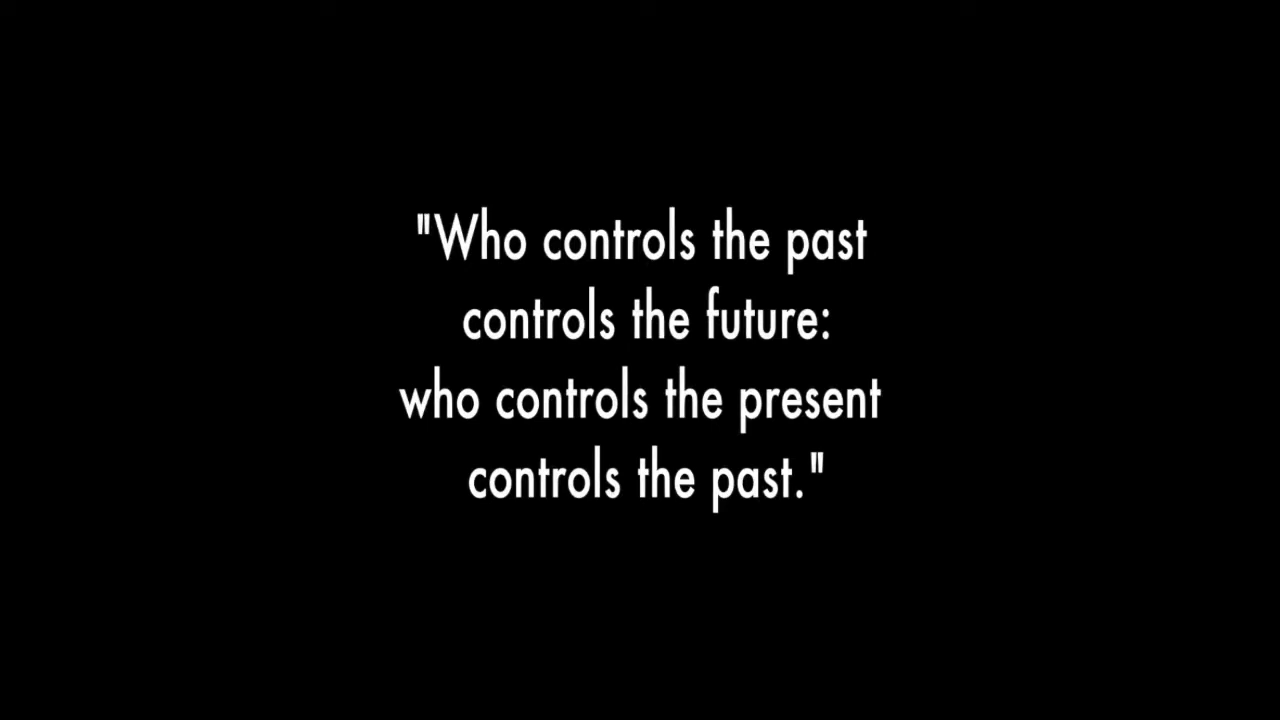 "Who controls the past
controls the future:
who controls the present
controls the past."